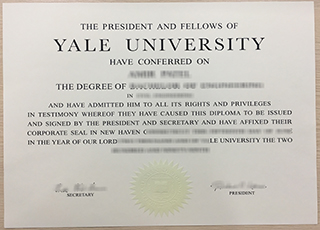 THE PRESIDENT AND FELLOWS OF
YALE UNIVERSITY
HAVE CONFERRED ON
THE DEGREE OF
IN
AND HAVE ADMITTED HIM TO ALL ITS RIGHTS AND PRIVILEGES
IN TESTIMONY WHEREOF THEY HAVE CAUSED THIS DIPLOMA TO BE ISSUED
AND SIGNED BY THE PRESIDENT AND SECRETARY AND HAVE AFFIXED THEIR
CORPORATE SEAL IN NEW HAVEN
IN THE YEAR OF OUR LORD LE UNIVERSITY THE TWO
SECRETARY PRESIDENT